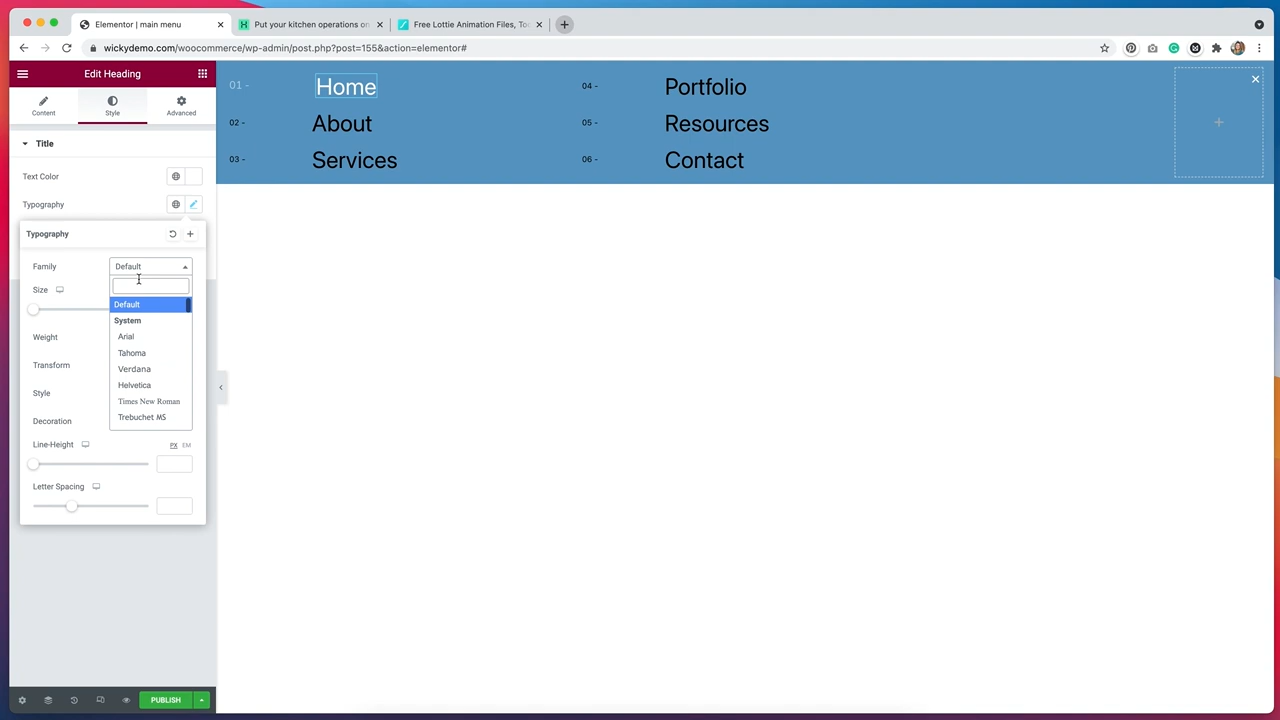 Elementor | main menu
Put your kitchen operations on
Free Lottie Animation Files, Too
wickydemo.com/woocommerce/wp-admin/post.php?post=155&action=elementor#
Edit Heading
Content
Style
Advanced
Title
Text Color
Typography
Typography
Family
Default
Size
Default
System
Arial
Weight
Tahoma
Transform
Verdana
Helvetica
Style
Times New Roman
Decoration
Trebuchet MS
Line-Height
PX EM
Letter Spacing
PUBLISH
01 -
Home
02 -
About
03 -
Services
04 -
Portfolio
05 -
Resources
06 -
Contact